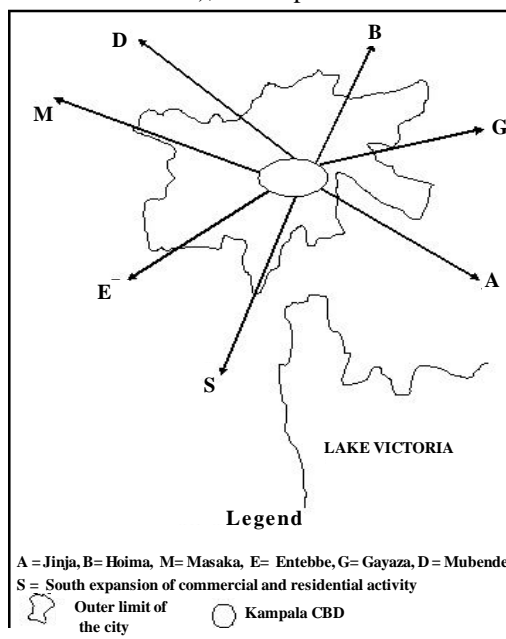 D
B
M
G
E
A
S
LAKE VICTORIA
Legend
A = Jinja, B= Hoima, M= Masaka, E= Entebbe, G= Gayaza, D = Mubende
S = South expansion of commercial and residential activity
Outer limit of
the city
Kampala CBD